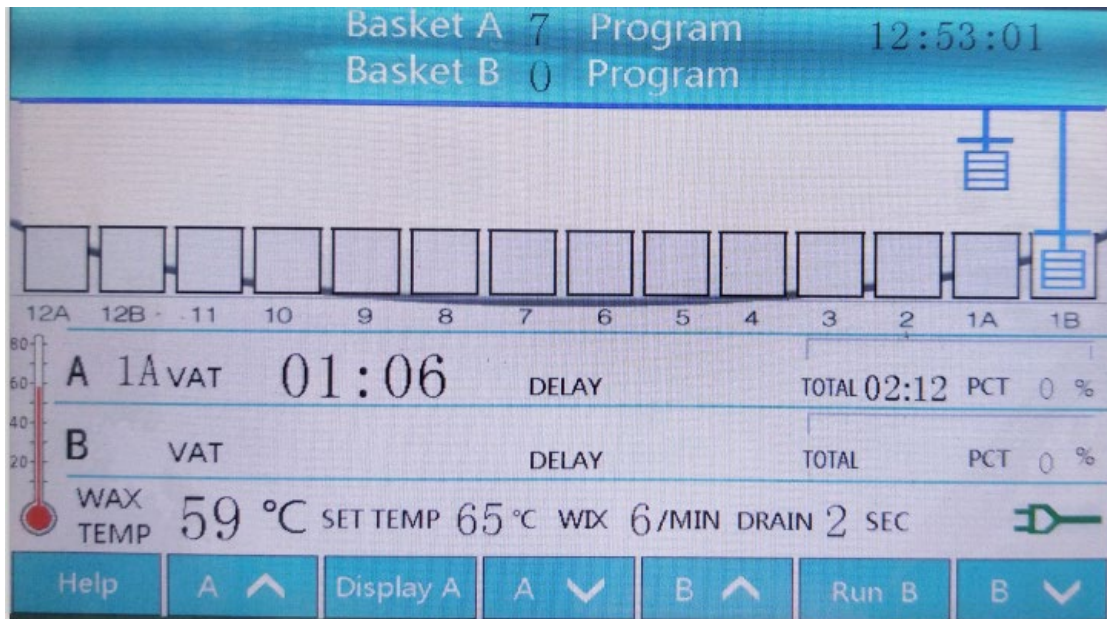 Basket A 7 Program 12:53:01
Basket B 0 Program
12A 12B 11 10 9 8 7 6 5 4 3 2 1A 1B
80
60 A 1A VAT 01:06 DELAY TOTAL 02:12 PCT 0 %
40
20 B VAT DELAY TOTAL PCT 0 %
WAX TEMP 59 °C SET TEMP 65 °C WIX 6/MIN DRAIN 2 SEC
Help A Display A A B Run B B